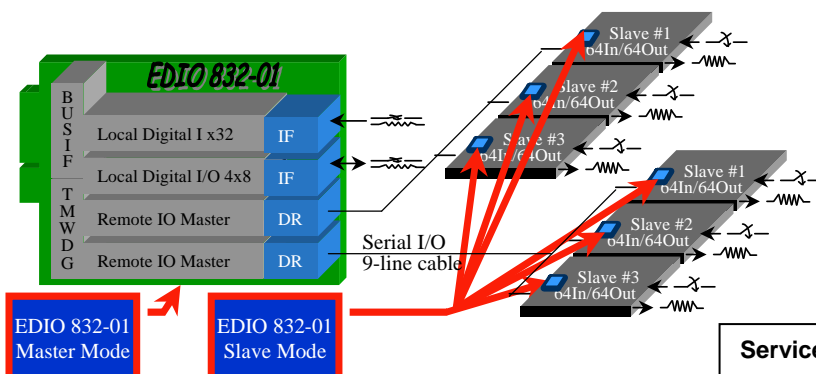 EDIO 832-01
BUSIF
TMWDG
Local Digital I x32
IF
Local Digital I/O 4x8
IF
Remote IO Master
DR
Remote IO Master
DR
Serial I/O
9-line cable
Slave #1
64In/64Out
Slave #2
64In/64Out
Slave #3
64In/64Out
Slave #1
64In/64Out
Slave #2
64In/64Out
Slave #3
64In/64Out
EDIO 832-01
Master Mode
EDIO 832-01
Slave Mode
Service